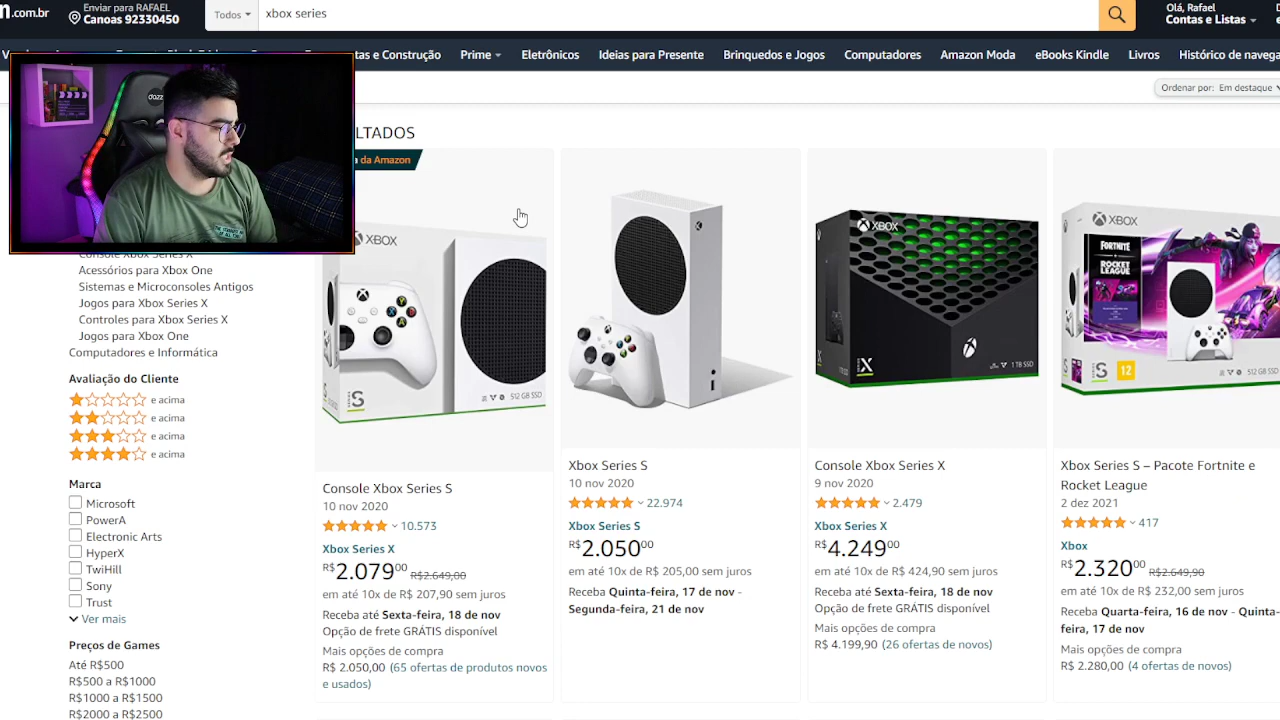 n.com.br
Enviar para RAFAEL
Canoas 92330450
Todos
xbox series
Olá, Rafael
Contas e Listas
tas e Construção
Prime
Eletrônicos
Ideias para Presente
Brinquedos e Jogos
Computadores
Amazon Moda
eBooks Kindle
Livros
Histórico de navega
Ordenar por: Em destaque
LTADOS
a da Amazon
Console Xbox Series X
Acessórios para Xbox One
Sistemas e Microconsoles Antigos
Jogos para Xbox Series X
Controles para Xbox Series X
Jogos para Xbox One
Computadores e Informática
Avaliação do Cliente
e acima
e acima
e acima
e acima
Marca
Microsoft
PowerA
Electronic Arts
HyperX
TwiHill
Sony
Trust
Ver mais
Preços de Games
Até R$500
R$500 a R$1000
R$1000 a R$1500
R$2000 a R$2500
XBOX
512 GB SSD
Console Xbox Series S
10 nov 2020
10.573
Xbox Series X
R$2.079,00 R$2.649,00
em até 10x de R$ 207,90 sem juros
Receba até Sexta-feira, 18 de nov
Opção de frete GRÁTIS disponível
Mais opções de compra
R$ 2.050,00 (65 ofertas de produtos novos
e usados)
Xbox Series S
10 nov 2020
22.974
Xbox Series S
R$2.050,00
em até 10x de R$ 205,00 sem juros
Receba Quinta-feira, 17 de nov -
Segunda-feira, 21 de nov
XBOX
1 TB SSD
Console Xbox Series X
9 nov 2020
2.479
Xbox Series X
R$4.249,00
em até 10x de R$ 424,90 sem juros
Receba até Sexta-feira, 18 de nov
Opção de frete GRÁTIS disponível
Mais opções de compra
R$ 4.199,90 (26 ofertas de novos)
XBOX
FORTNITE
ROCKET
LEAGUE
12
512 GB SSD
Xbox Series S – Pacote Fortnite e
Rocket League
2 dez 2021
417
Xbox
R$2.320,00 R$2.649,90
em até 10x de R$ 232,00 sem juros
Receba Quarta-feira, 16 de nov - Quinta-
feira, 17 de nov
Mais opções de compra
R$ 2.280,00 (4 ofertas de novos)